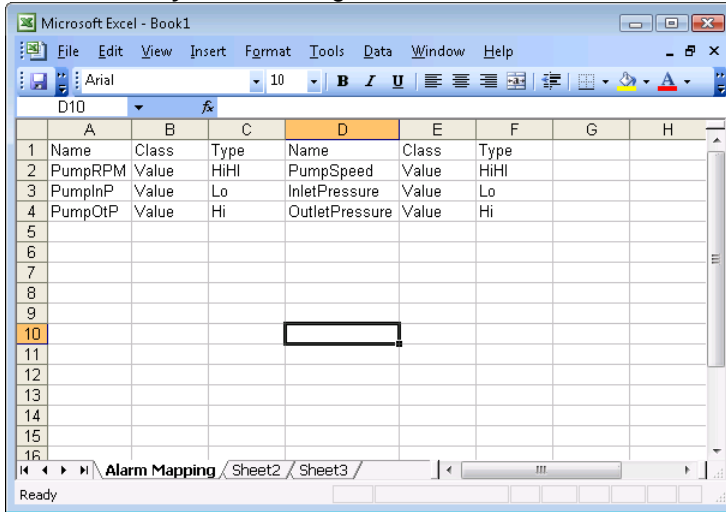 Microsoft Excel - Book1
File Edit View Insert Format Tools Data Window Help
Arial 10 B I U A
D10 fx
A B C D E F G H
1 Name Class Type Name Class Type
2 PumpRPM Value HiHI PumpSpeed Value HiHI
3 PumpInP Value Lo InletPressure Value Lo
4 PumpOtP Value Hi OutletPressure Value Hi
5
6
7
8
9
10
11
12
13
14
15
16
Alarm Mapping Sheet2 Sheet3
Ready